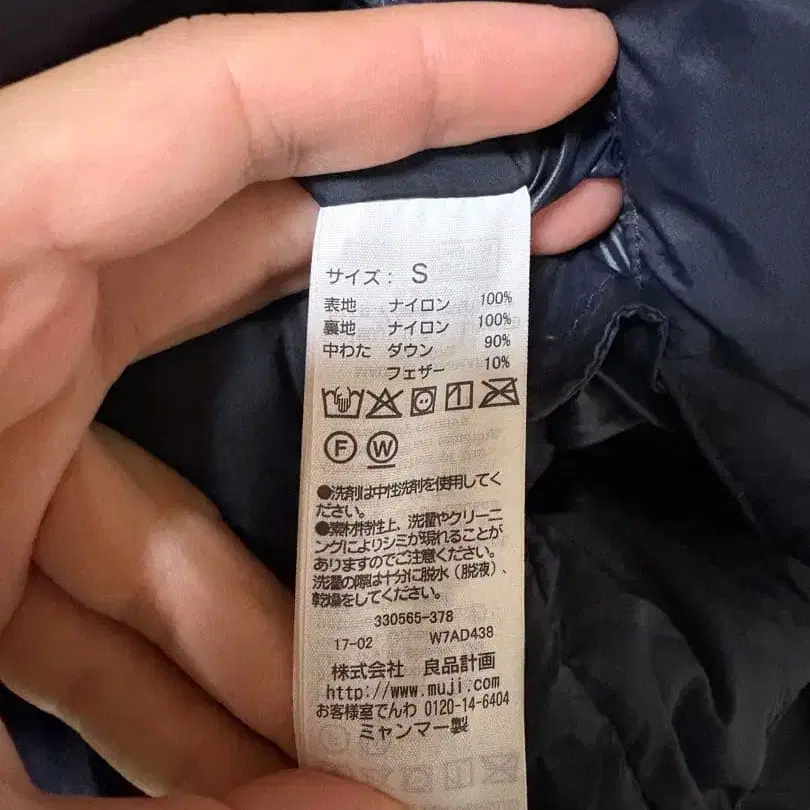 サイズ: S
表地 ナイロン 100%
裏地 ナイロン 100%
中わた ダウン 90%
フェザー 10%
F W
●洗剤は中性洗剤を使用してく
ださい。
●素材特性上、洗濯やクリーニ
ングによりシミが現れることが
ありますのでご注意ください。
洗濯の際は十分に脱水（脱液）、
乾燥をしてください。
330565-378
17-02 W7AD438
株式会社 良品計画
http://www.muji.com
お客様室でんわ 0120-14-6404
ミャンマー製